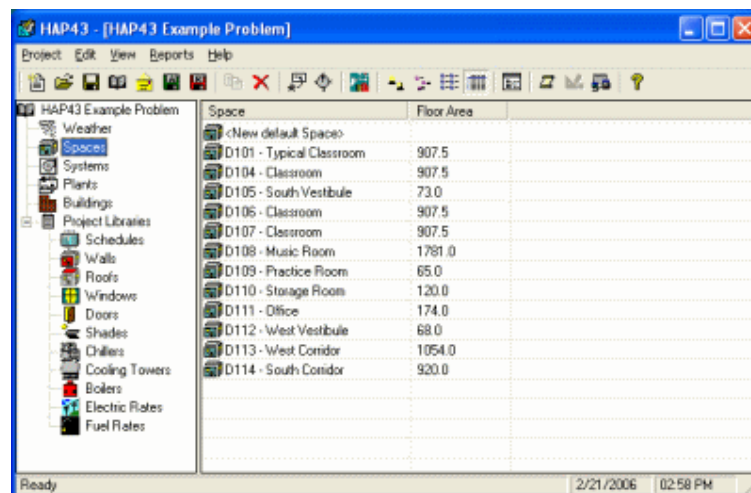 HAP43 - [HAP43 Example Problem]
Project Edit View Reports Help
HAP43 Example Problem
Weather
Spaces
Systems
Plants
Buildings
Project Libraries
Schedules
Walls
Roofs
Windows
Doors
Shades
Chillers
Cooling Towers
Boilers
Electric Rates
Fuel Rates
Space Floor Area
<New default Space>
D101 - Typical Classroom 907.5
D104 - Classroom 907.5
D105 - South Vestibule 73.0
D106 - Classroom 907.5
D107 - Classroom 907.5
D108 - Music Room 1781.0
D109 - Practice Room 65.0
D110 - Storage Room 120.0
D111 - Office 174.0
D112 - West Vestibule 68.0
D113 - West Corridor 1054.0
D114 - South Corridor 920.0
Ready 2/21/2006 02:58 PM